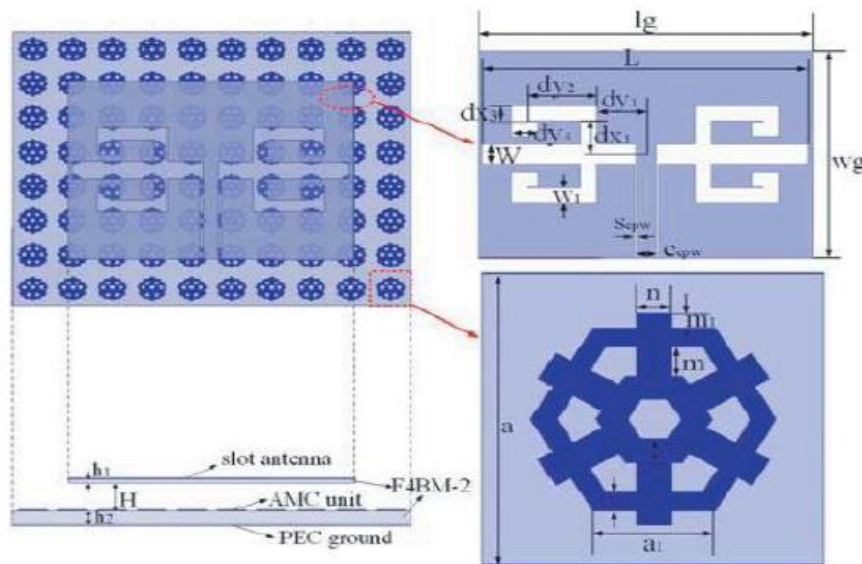 lg
L
dy₂
dy₁
dx₃
dx₁
dy₄
W
wg
W₁
Scpw
Ccpw
n
m₁
m
a
a₁
slot antenna
h₁
F4BM-2
H
AMC unit
h₂
PEC ground